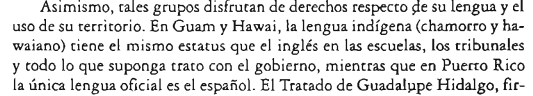 Asimismo, tales grupos disfrutan de derechos respecto de su lengua y el
uso de su territorio. En Guam y Hawai, la lengua indígena (chamorro y ha-
waiano) tiene el mismo estatus que el inglés en las escuelas, los tribunales
y todo lo que suponga trato con el gobierno, mientras que en Puerto Rico
la única lengua oficial es el español. El Tratado de Guadalupe Hidalgo, fir-